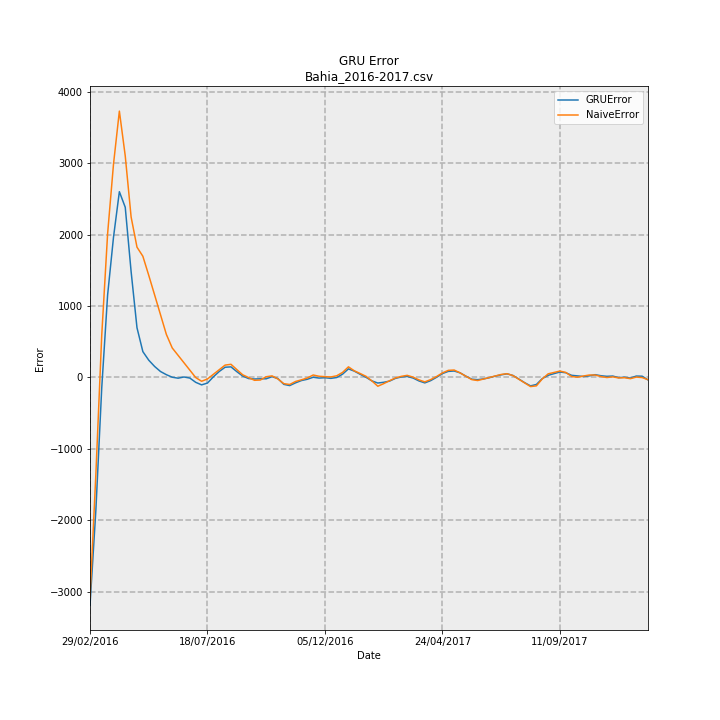 GRU Error
Bahia_2016-2017.csv
GRUError
NaiveError
4000
3000
2000
1000
0
−1000
−2000
−3000
Error
29/02/2016
18/07/2016
05/12/2016
24/04/2017
11/09/2017
Date